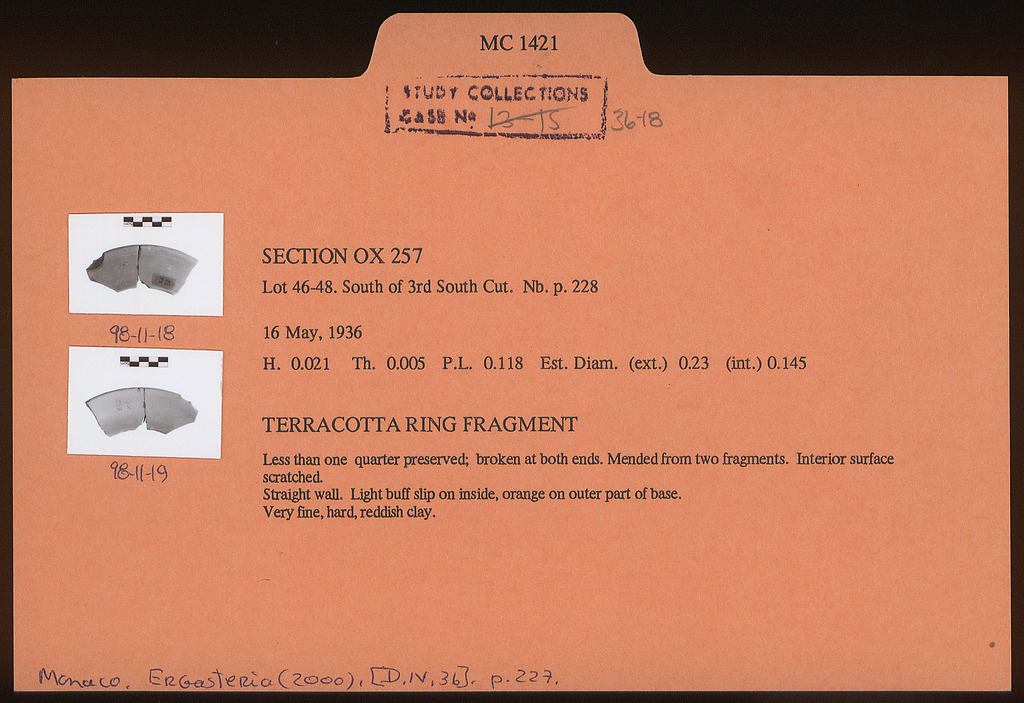 MC 1421
STUDY COLLECTIONS
CASE No 13-15 36-18
SECTION OX 257
Lot 46-48. South of 3rd South Cut. Nb. p. 228
98-11-18
16 May, 1936
H. 0.021 Th. 0.005 P.L. 0.118 Est. Diam. (ext.) 0.23 (int.) 0.145
TERRACOTTA RING FRAGMENT
Less than one quarter preserved; broken at both ends. Mended from two fragments. Interior surface
scratched.
98-11-19
Straight wall. Light buff slip on inside, orange on outer part of base.
Very fine, hard, reddish clay.
Monaco. Ergasteria (2000), [D.IV, 36]. p. 227.